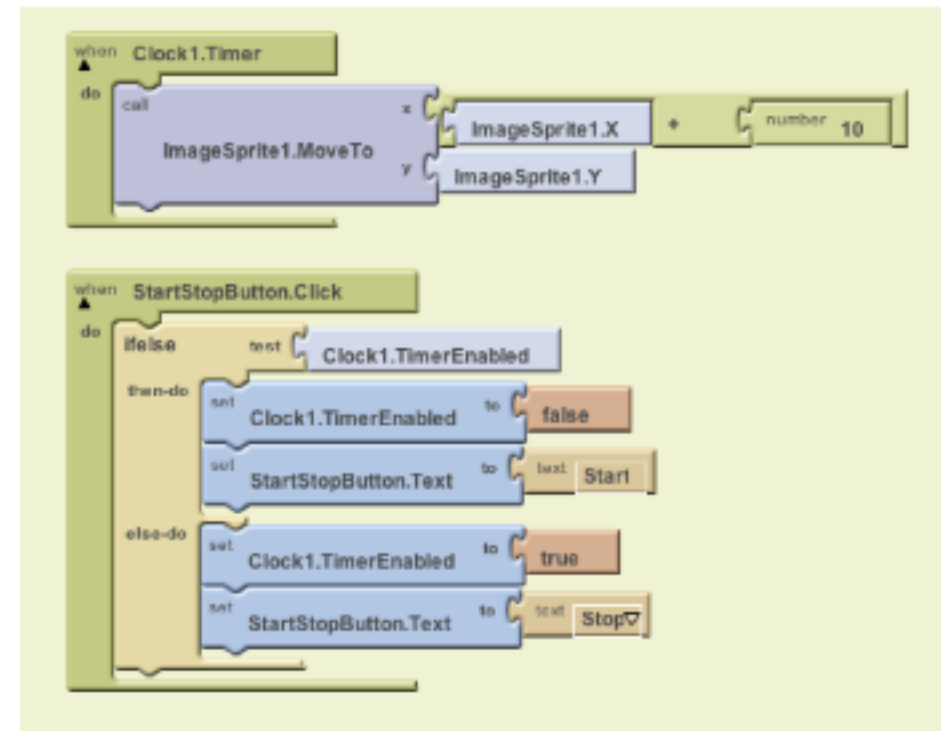 when Clock1.Timer
do call ImageSprite1.MoveTo
x ImageSprite1.X + number 10
y ImageSprite1.Y
when StartStopButton.Click
do ifelse test Clock1.TimerEnabled
then-do set Clock1.TimerEnabled to false
set StartStopButton.Text to text Start
else-do set Clock1.TimerEnabled to true
set StartStopButton.Text to text Stop